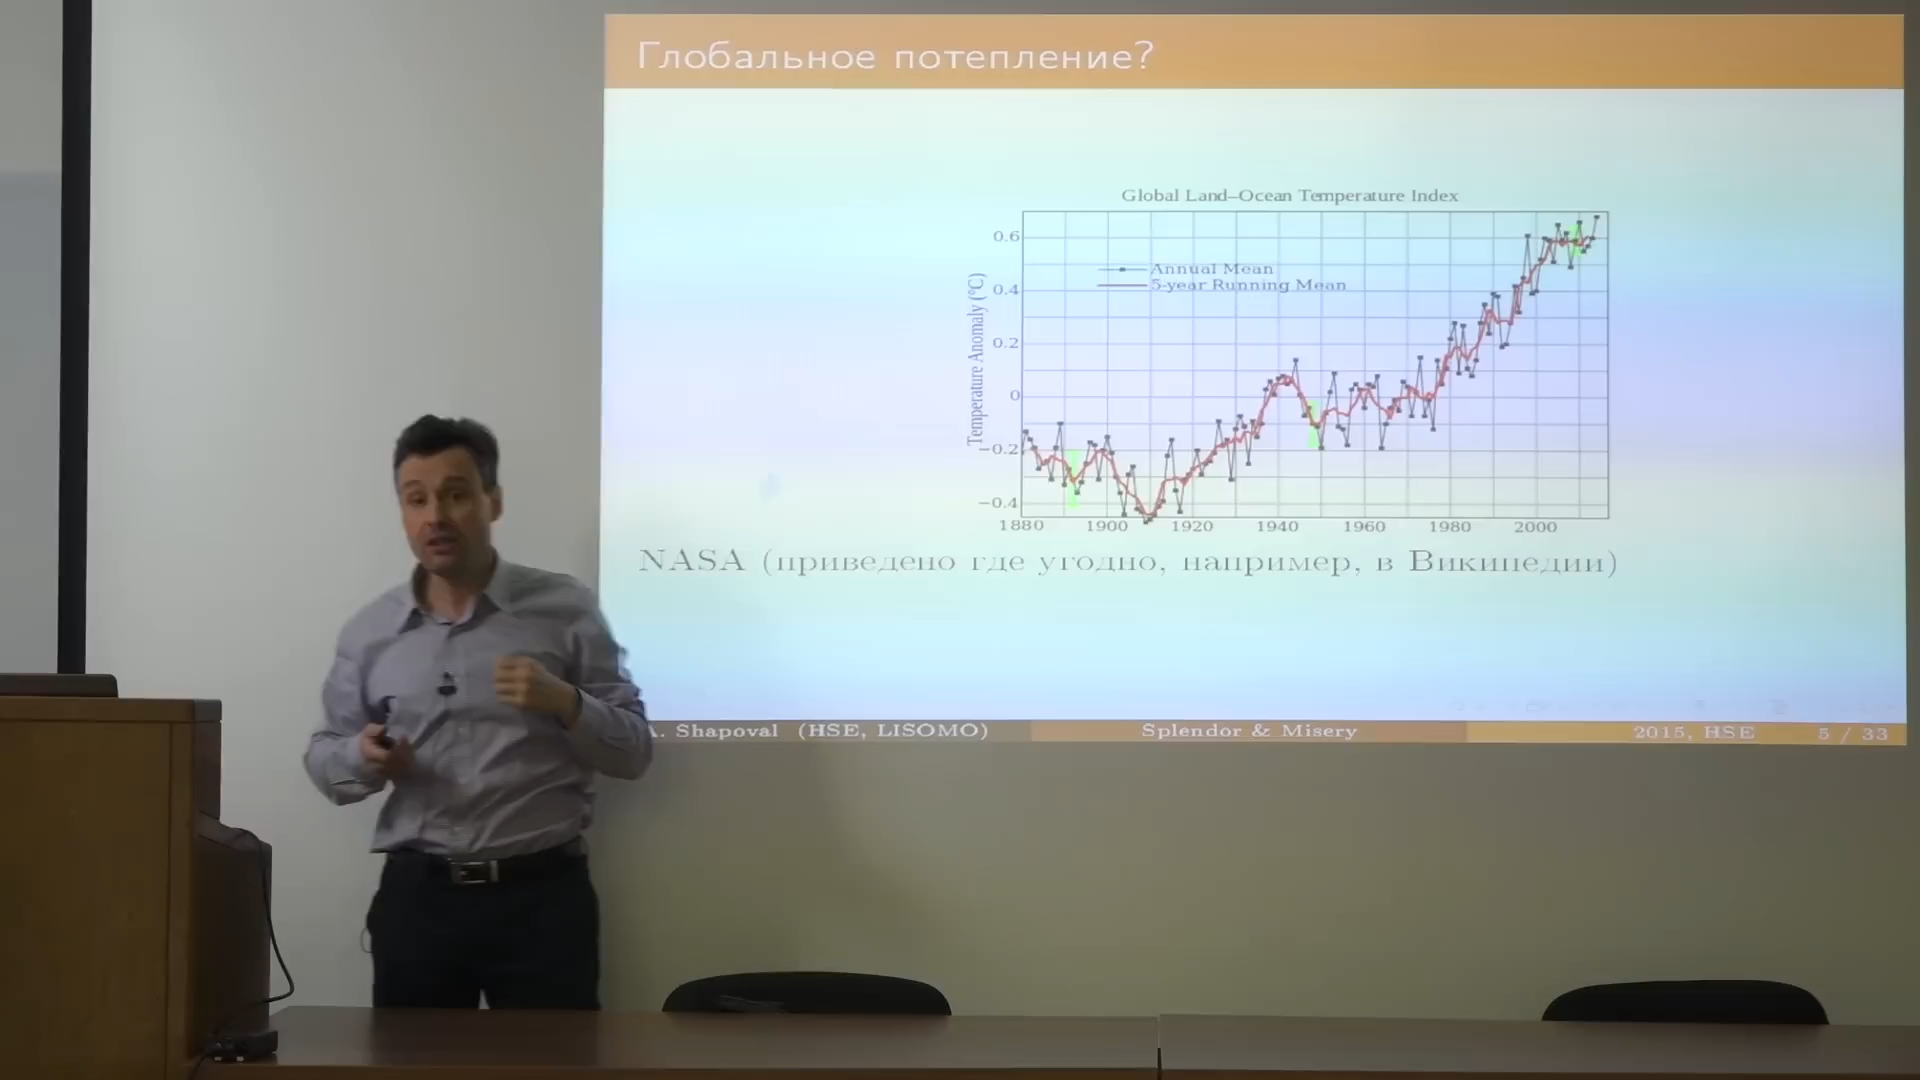 Глобальное потепление?
Global Land–Ocean Temperature Index
Temperature Anomaly (°C)
0.6
0.4
0.2
0
−0.2
−0.4
Annual Mean
5-year Running Mean
1880 1900 1920 1940 1960 1980 2000
NASA (приведено где угодно, например, в Википедии)
A. Shapoval (HSE, LISOMO) Splendor & Misery 2015, HSE 5 / 33